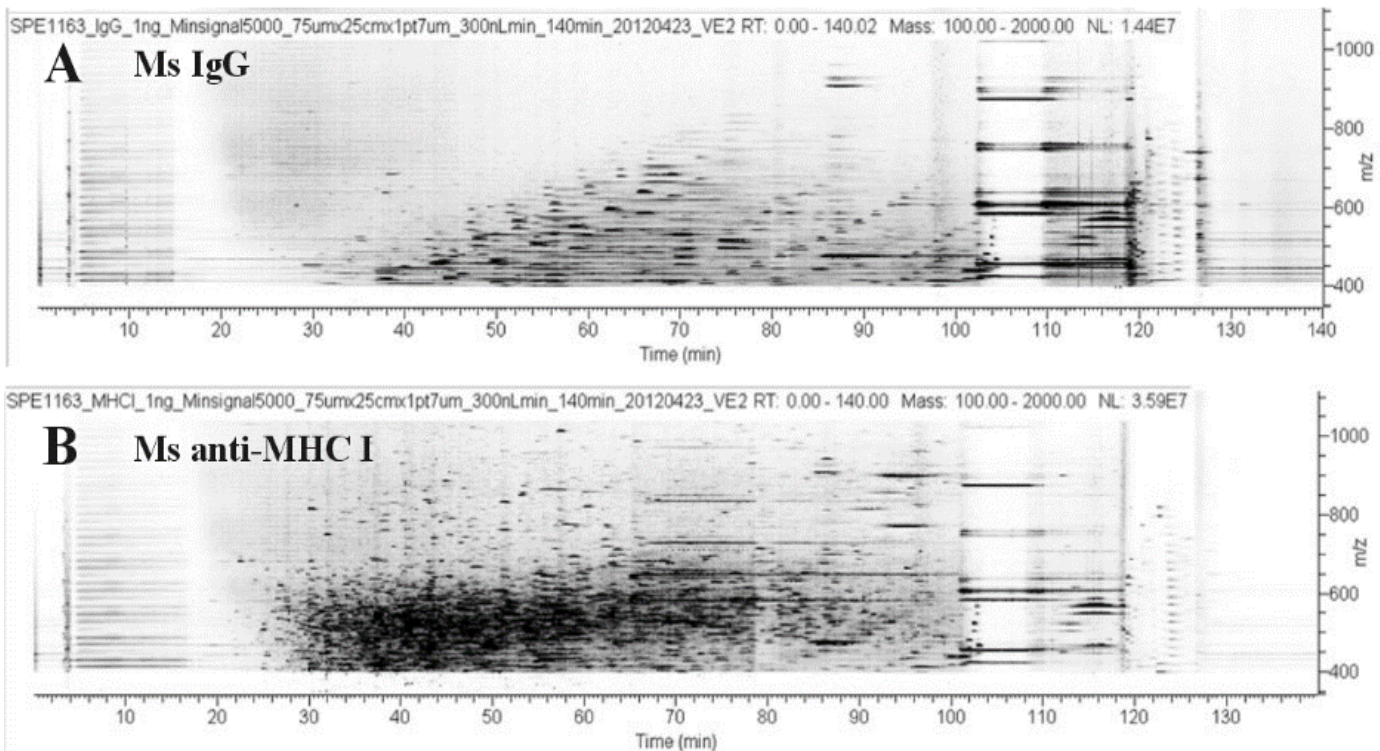 SPE1163_IgG_1ng_Minsignal5000_75umx25cmx1pt7um_300nLmin_140min_20120423_VE2 RT: 0.00 - 140.02 Mass: 100.00 - 2000.00 NL: 1.44E7
A Ms IgG
1000
800
m/z
600
400
10 20 30 40 50 60 70 80 90 100 110 120 130 140
Time (min)
SPE1163_MHCI_1ng_Minsignal5000_75umx25cmx1pt7um_300nLmin_140min_20120423_VE2 RT: 0.00 - 140.00 Mass: 100.00 - 2000.00 NL: 3.59E7
B Ms anti-MHC I
1000
800
m/z
600
400
10 20 30 40 50 60 70 80 90 100 110 120 130
Time (min)